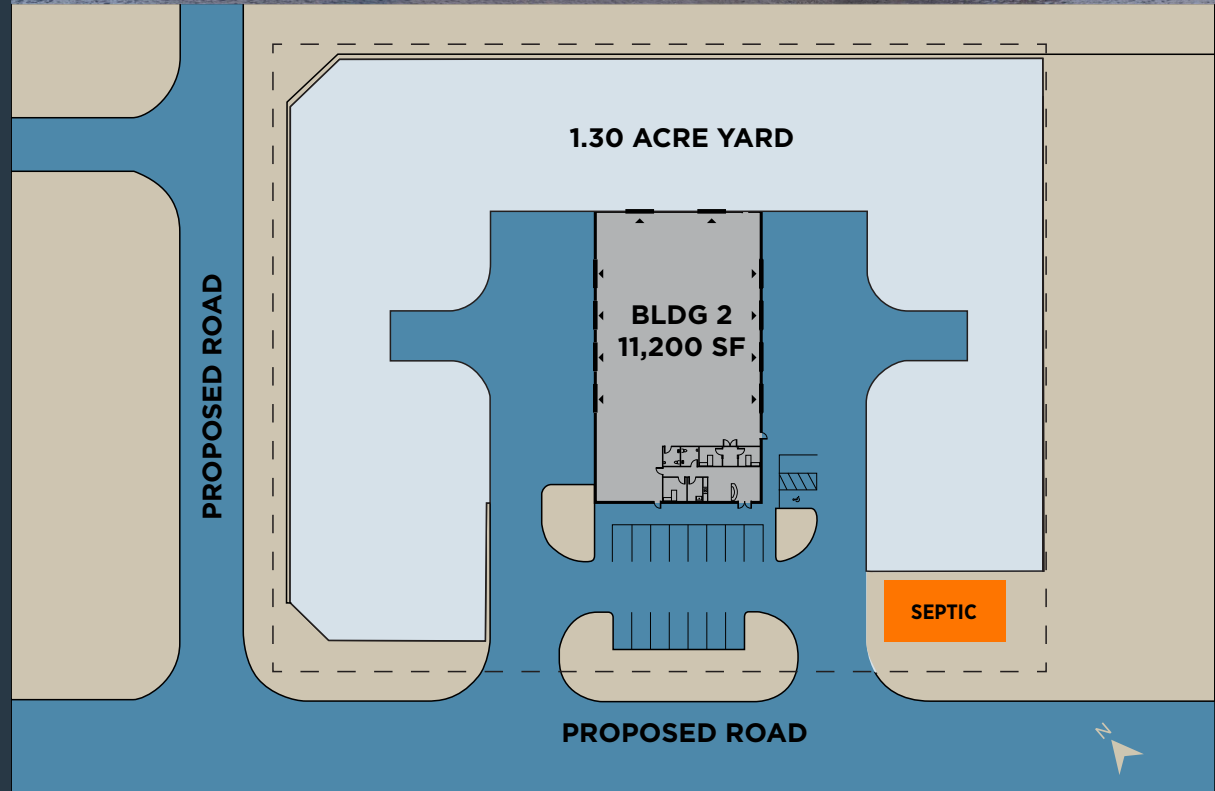 1.30 ACRE YARD
BLDG 2
11,200 SF
PROPOSED ROAD
SEPTIC
PROPOSED ROAD
N